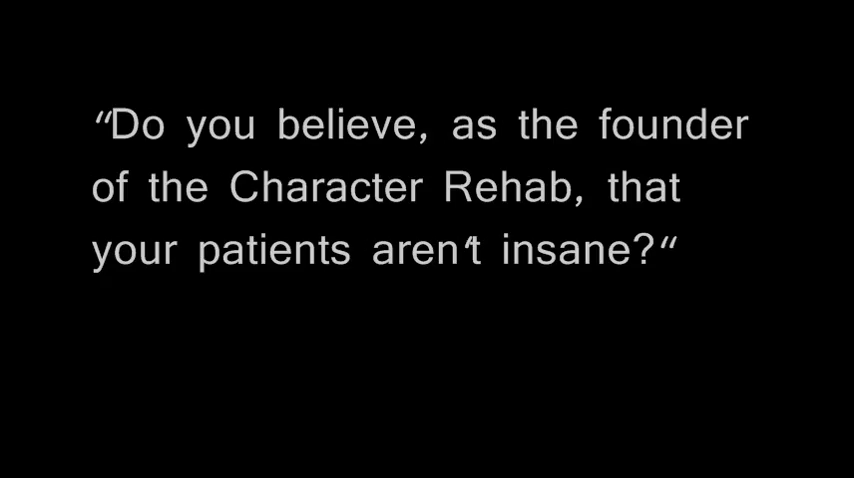 “Do you believe, as the founder
of the Character Rehab, that
your patients aren‘t insane?“